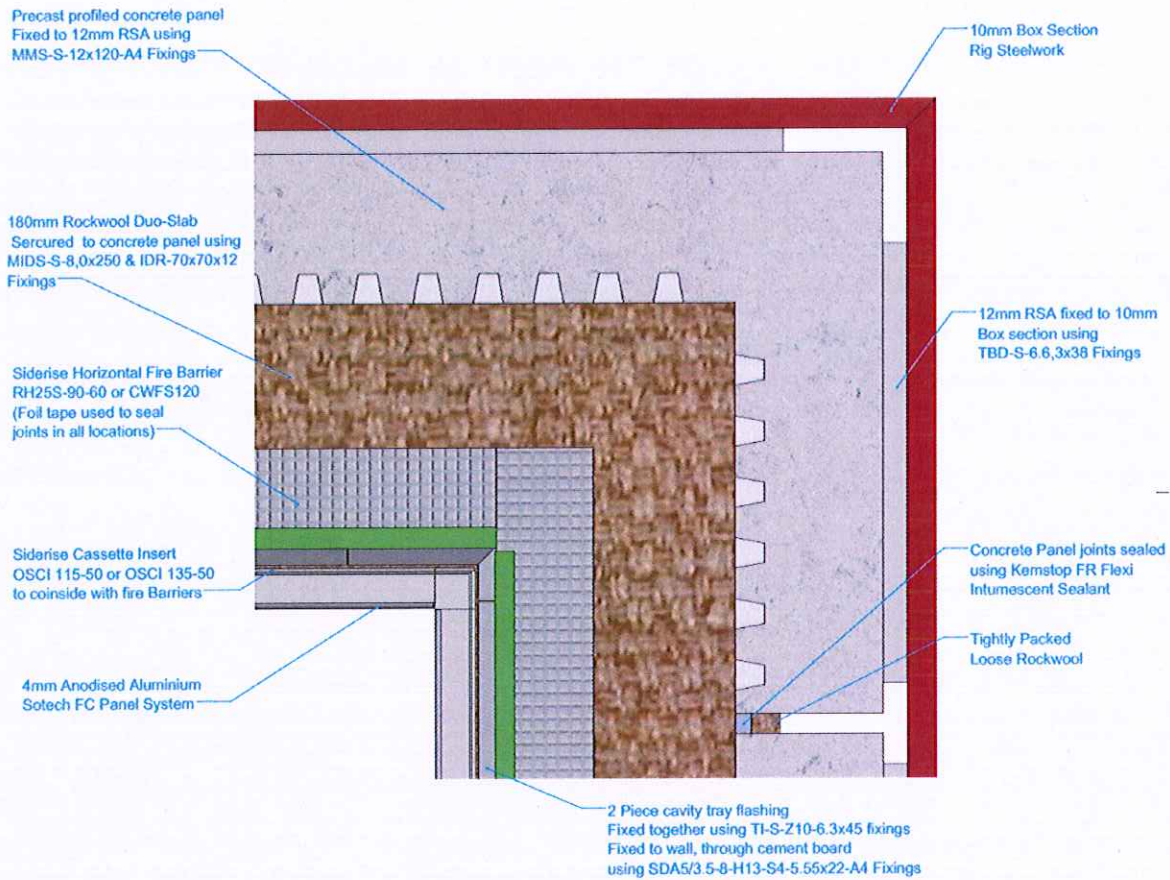 Precast profiled concrete panel
Fixed to 12mm RSA using
MMS-S-12x120-A4 Fixings
10mm Box Section
Rig Steelwork
180mm Rockwool Duo-Slab
Sercured to concrete panel using
MIDS-S-8,0x250 & IDR-70x70x12
Fixings
12mm RSA fixed to 10mm
Box section using
TBD-S-6.6,3x38 Fixings
Siderise Horizontal Fire Barrier
RH25S-90-60 or CWFS120
(Foil tape used to seal
joints in all locations)
Siderise Cassette Insert
OSCI 115-50 or OSCI 135-50
to coinside with fire Barriers
Concrete Panel joints sealed
using Kemstop FR Flexi
Intumescent Sealant
Tightly Packed
Loose Rockwool
4mm Anodised Aluminium
Sotech FC Panel System
2 Piece cavity tray flashing
Fixed together using TI-S-Z10-6.3x45 fixings
Fixed to wall, through cement board
using SDA5/3.5-8-H13-S4-5.55x22-A4 Fixings